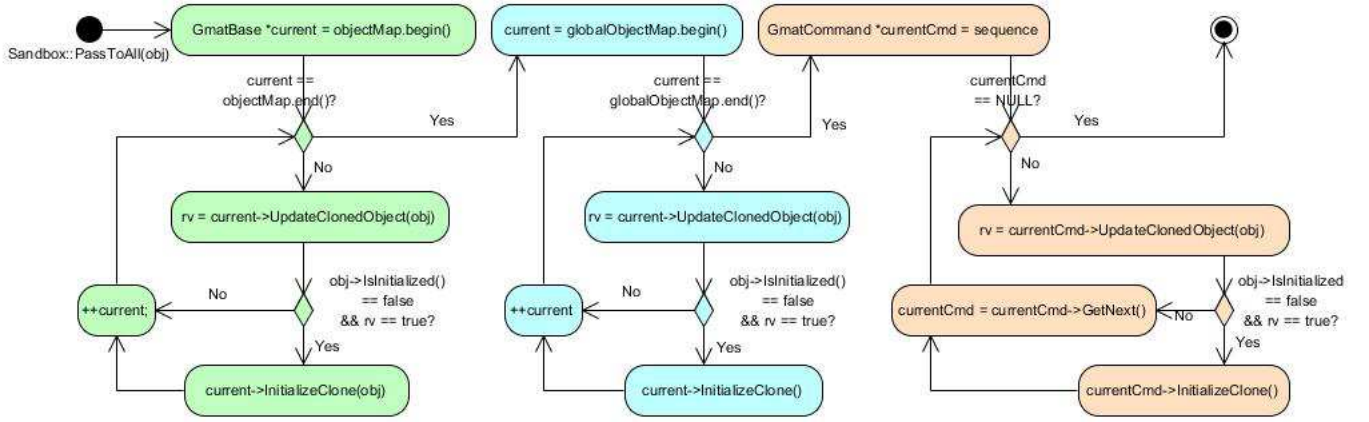 Sandbox::PassToAll(obj)
GmatBase *current = objectMap.begin()
current ==
objectMap.end()?
Yes
No
rv = current->UpdateClonedObject(obj)
obj->IsInitialized()
== false
&& rv == true?
No
++current;
Yes
current->InitializeClone(obj)
current = globalObjectMap.begin()
current ==
globalObjectMap.end()?
Yes
No
rv = current->UpdateClonedObject(obj)
obj->IsInitialized()
== false
&& rv == true?
No
++current
Yes
current->InitializeClone()
GmatCommand *currentCmd = sequence
currentCmd
== NULL?
Yes
No
rv = currentCmd->UpdateClonedObject(obj)
obj->IsInitialized
== false
&& rv == true?
No
currentCmd = currentCmd->GetNext()
Yes
currentCmd->InitializeClone()